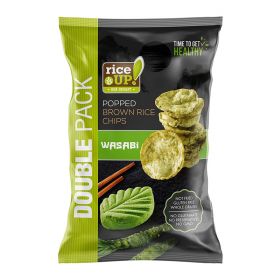 TIME TO GET
HEALTHY
rice
UP!
EAT SMART
POPPED
BROWN RICE
CHIPS
WASABI
DOUBLE PACK
NOT FRIED
GLUTEN FREE
WHOLE GRAINS
NO GLUTAMATE
NO PRESERVATIVES
NO GMO